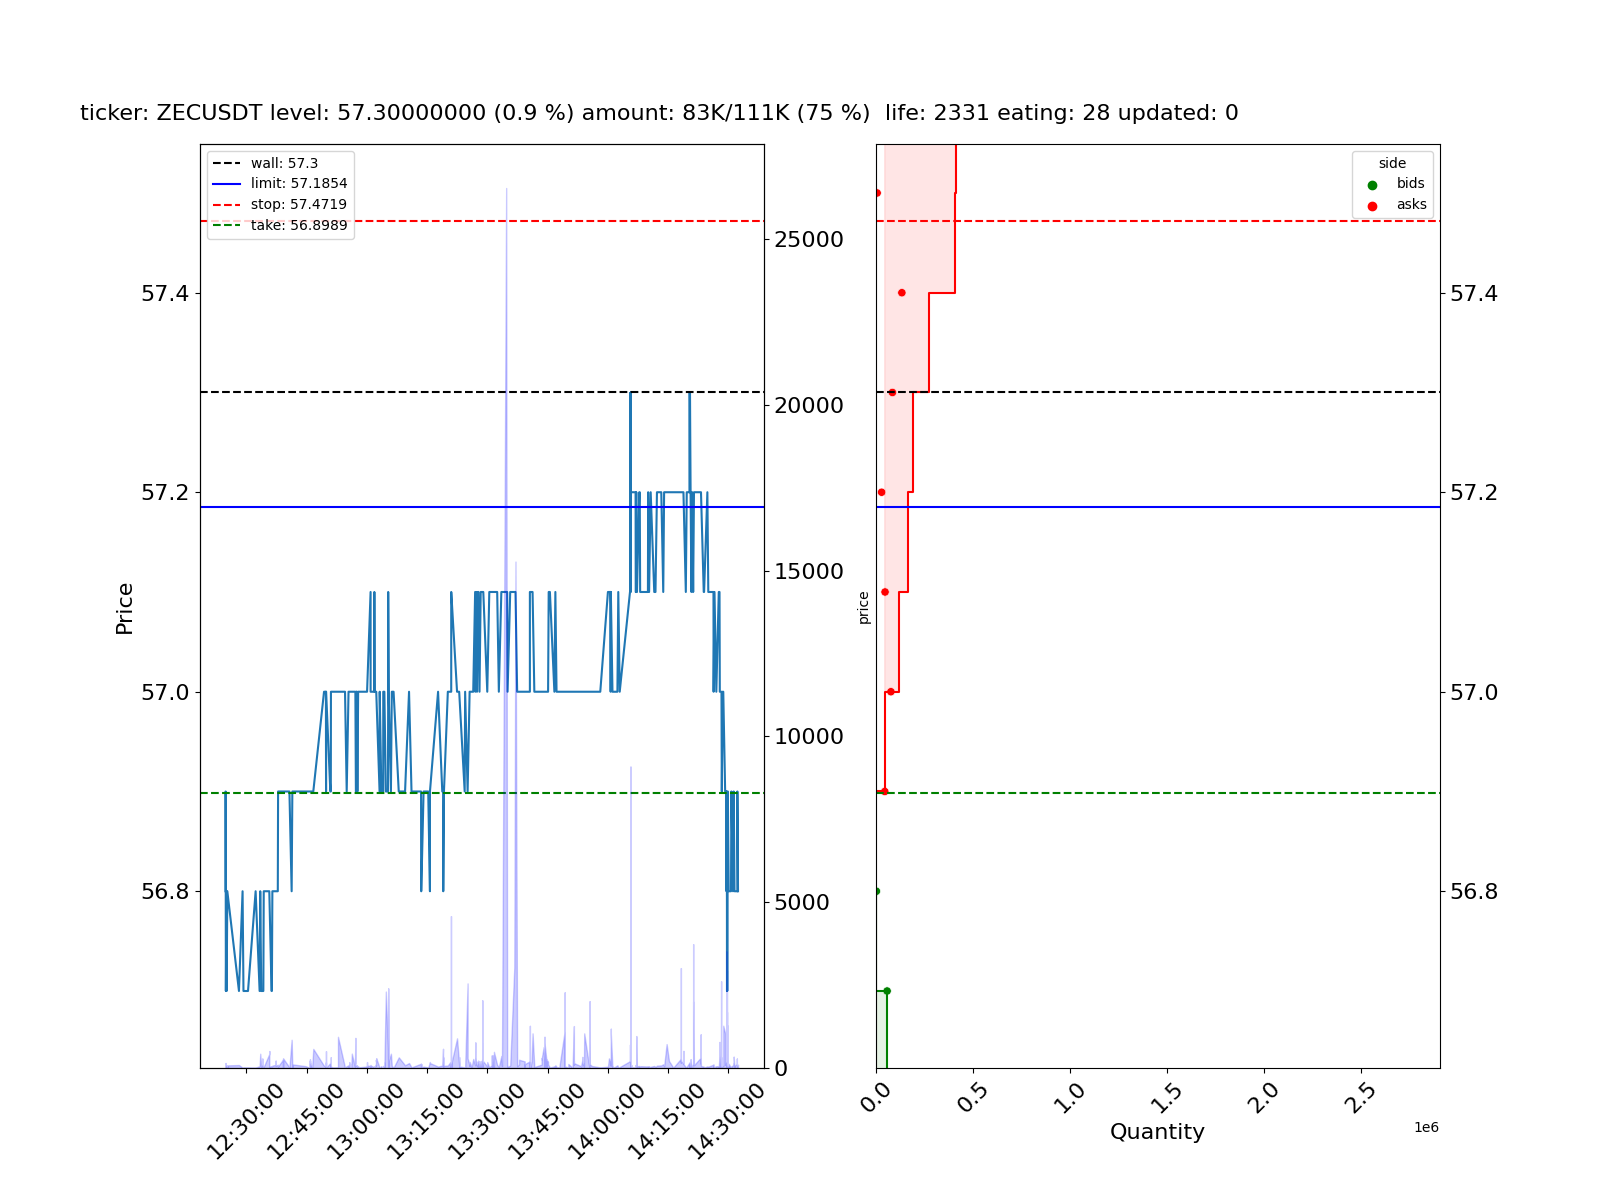 ticker: ZECUSDT level: 57.30000000 (0.9 %) amount: 83K/111K (75 %)  life: 2331 eating: 28 updated: 0
wall: 57.3
limit: 57.1854
stop: 57.4719
take: 56.8989
Price
57.4
57.2
57.0
56.8
25000
20000
15000
10000
5000
0
12:30:00
12:45:00
13:00:00
13:15:00
13:30:00
13:45:00
14:00:00
14:15:00
14:30:00
side
bids
asks
price
57.4
57.2
57.0
56.8
0.0
0.5
1.0
1.5
2.0
2.5
1e6
Quantity